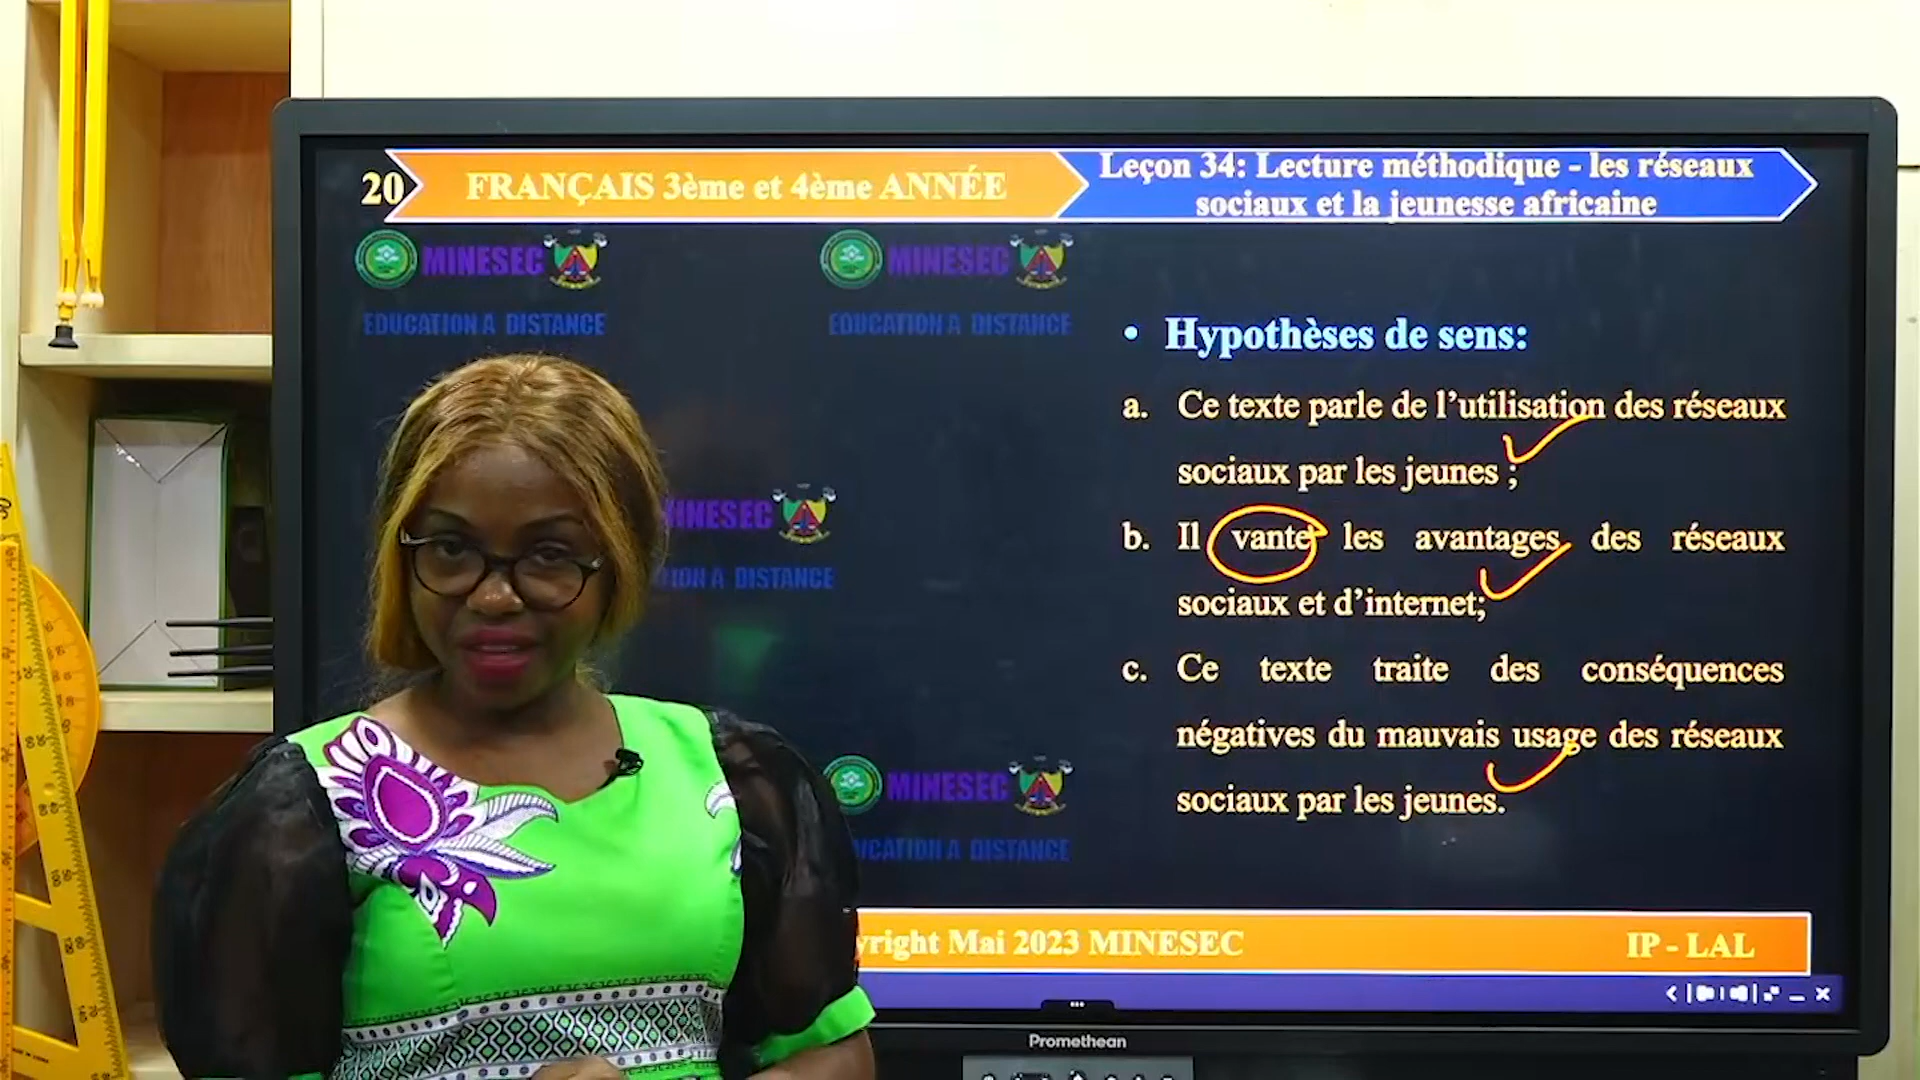 20
FRANÇAIS 3ème et 4ème ANNÉE
Leçon 34: Lecture méthodique - les réseaux
sociaux et la jeunesse africaine
MINESEC
EDUCATION A DISTANCE
MINESEC
EDUCATION A DISTANCE
MINESEC
A DISTANCE
MINESEC
A DISTANCE
• Hypothèses de sens:
a. Ce texte parle de l’utilisation des réseaux
sociaux par les jeunes ;
b. Il vante les avantages des réseaux
sociaux et d’internet;
c. Ce texte traite des conséquences
négatives du mauvais usage des réseaux
sociaux par les jeunes.
yright Mai 2023 MINESEC
IP - LAL
Promethean